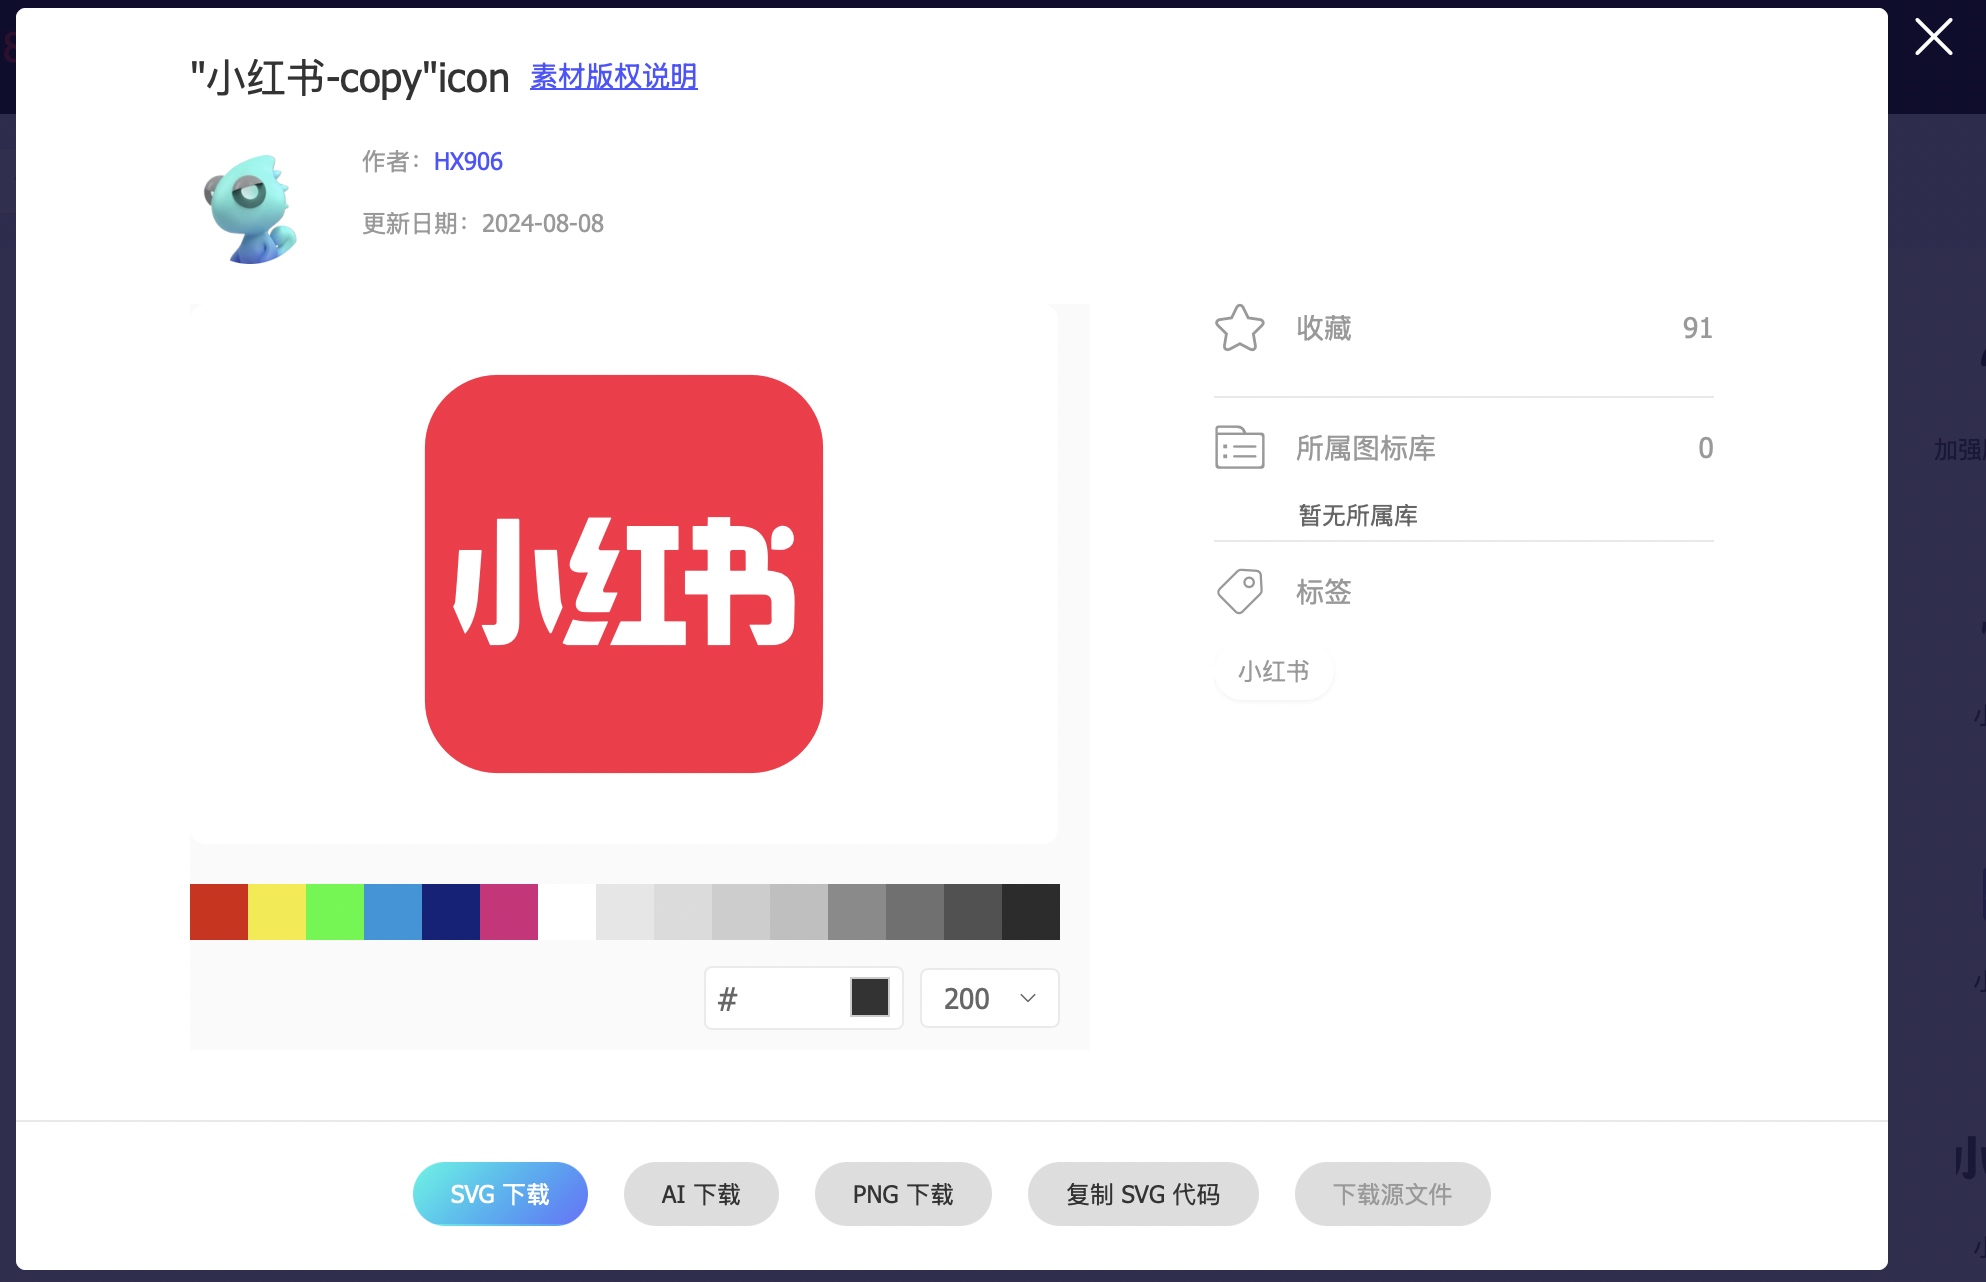 "小红书-copy"icon 素材版权说明
作者：HX906
更新日期：2024-08-08
小红书
收藏 91
所属图标库 0
暂无所属库
标签
小红书
# 200
SVG 下载 AI 下载 PNG 下载 复制 SVG 代码 下载源文件
加强